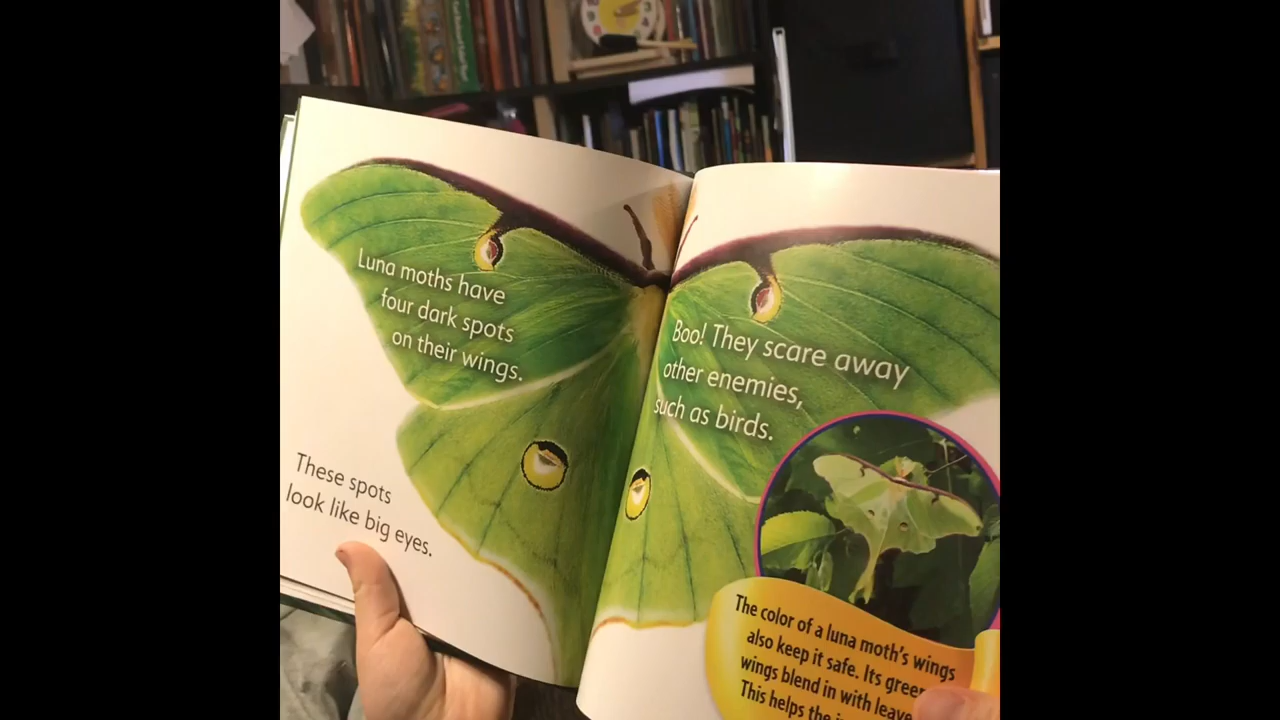 Luna moths have
four dark spots
on their wings.
These spots
look like big eyes.
Boo! They scare away
other enemies,
such as birds.
The color of a luna moth's wings
also keep it safe. Its green
wings blend in with leave
This helps the